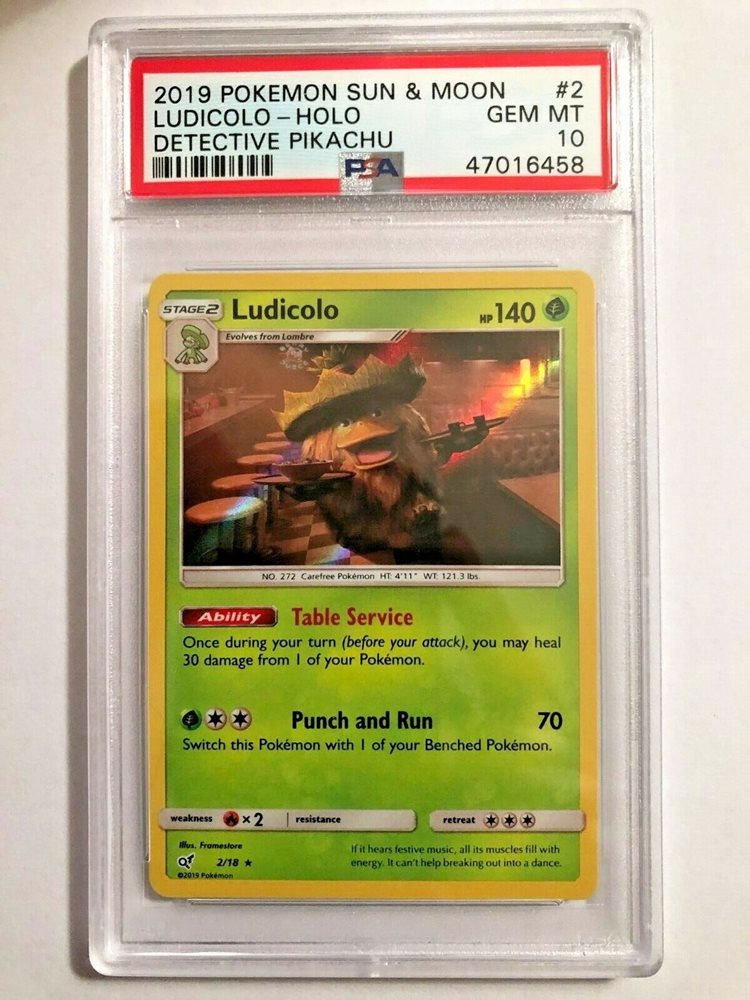 2019 POKEMON SUN & MOON #2
LUDICOLO - HOLO GEM MT
DETECTIVE PIKACHU 10
PSA 47016458
STAGE 2 Ludicolo HP 140
Evolves from Lombre
NO. 272 Carefree Pokémon HT: 4'11" WT: 121.3 lbs.
Ability Table Service
Once during your turn (before your attack), you may heal
30 damage from 1 of your Pokémon.
Punch and Run 70
Switch this Pokémon with 1 of your Benched Pokémon.
weakness ×2 resistance retreat
Illus. Framestore
2/18 ★
©2019 Pokémon
If it hears festive music, all its muscles fill with
energy. It can't help breaking out into a dance.